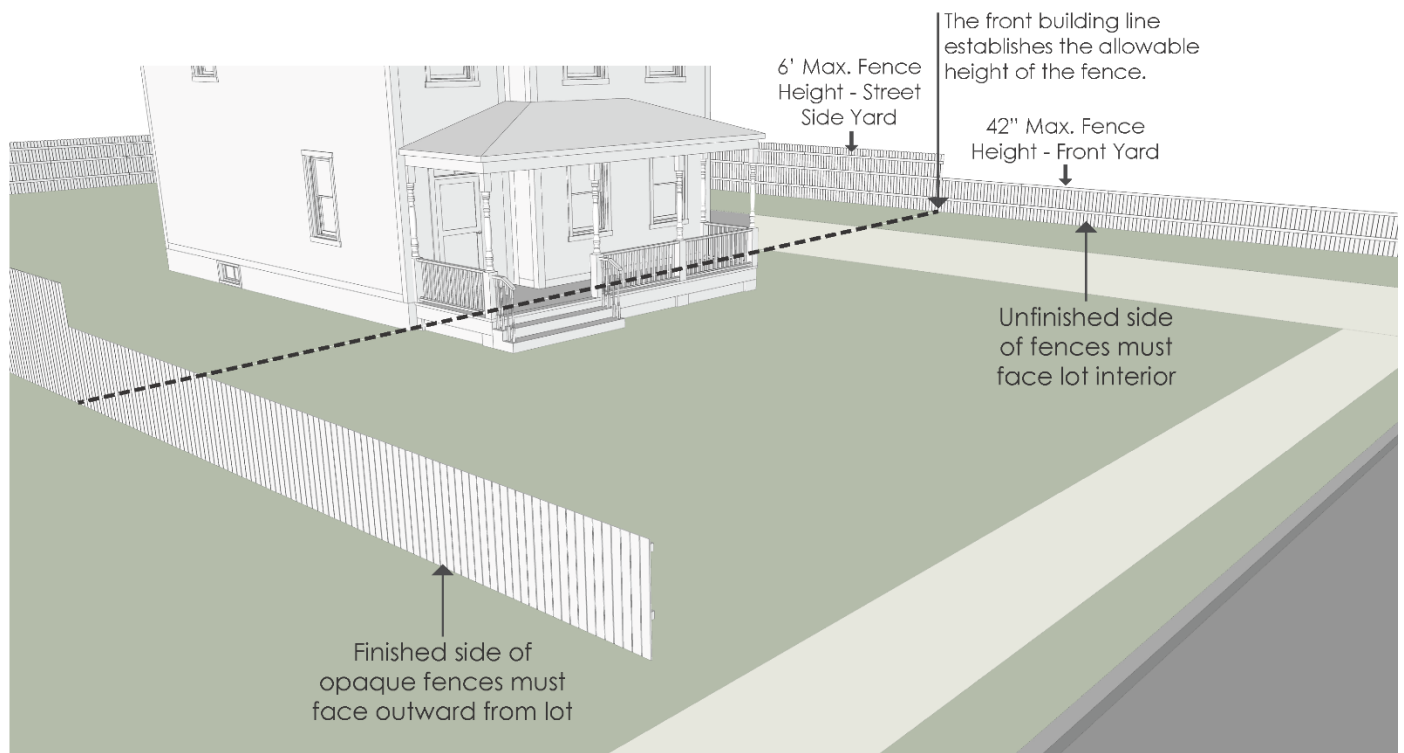 The front building line
establishes the allowable
height of the fence.
6’ Max. Fence
Height - Street
Side Yard
42” Max. Fence
Height - Front Yard
Unfinished side
of fences must
face lot interior
Finished side of
opaque fences must
face outward from lot